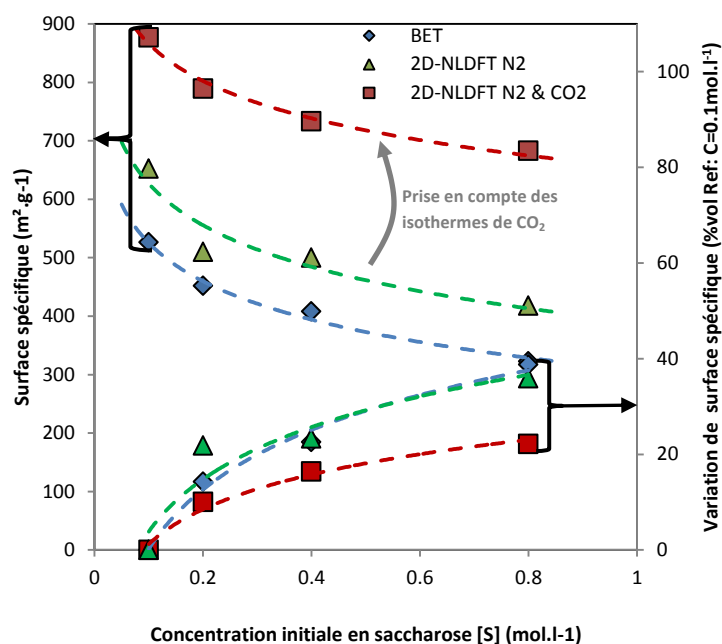 BET
2D-NLDFT N2
2D-NLDFT N2 & CO2
Prise en compte des
isothermes de CO₂
Surface spécifique (m².g-1)
900
800
700
600
500
400
300
200
100
0
Variation de surface spécifique (%vol Ref: C=0.1mol.l⁻¹)
100
80
60
40
20
0
0
0.2
0.4
0.6
0.8
1
Concentration initiale en saccharose [S] (mol.l-1)